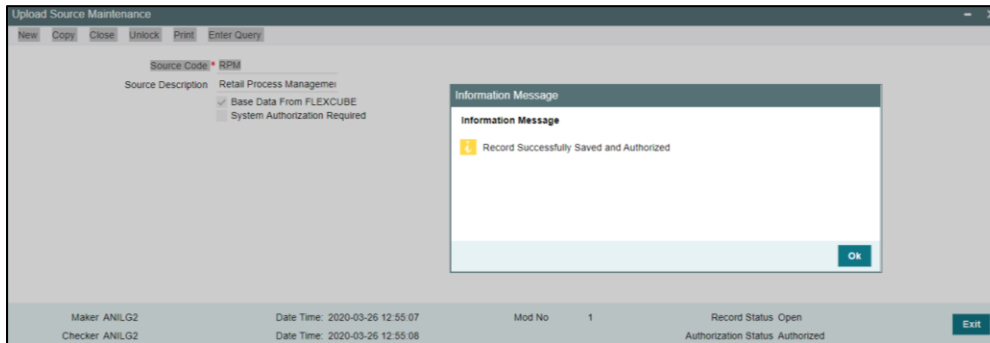 Upload Source Maintenance
New Copy Close Unlock Print Enter Query
Source Code * RPM
Source Description Retail Process Managemei
Base Data From FLEXCUBE
System Authorization Required
Information Message
Information Message
Record Successfully Saved and Authorized
Ok
Maker ANILG2 Date Time: 2020-03-26 12:55:07 Mod No 1 Record Status Open
Checker ANILG2 Date Time: 2020-03-26 12:55:08 Authorization Status Authorized
Exit